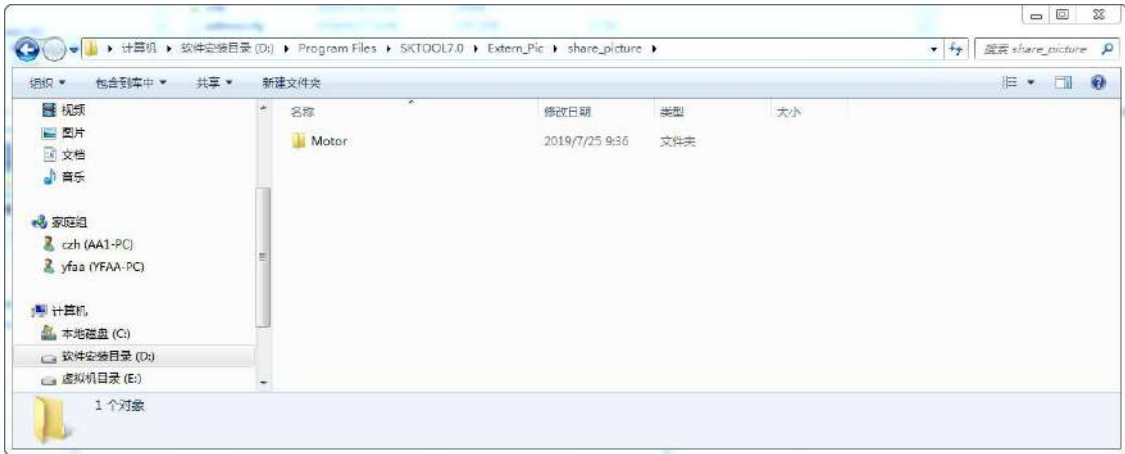 计算机 ▸ 软件安装目录 (D:) ▸ Program Files ▸ SKTOOL7.0 ▸ Extern_Pic ▸ share_picture ▸
搜索 share_picture
组织 包含到库中 共享 新建文件夹
视频
图片
文档
音乐
家庭组
czh (AA1-PC)
yfaa (YFAA-PC)
计算机
本地磁盘 (C:)
软件安装目录 (D:)
虚拟机目录 (E:)
名称 修改日期 类型 大小
Motor 2019/7/25 9:36 文件夹
1 个对象